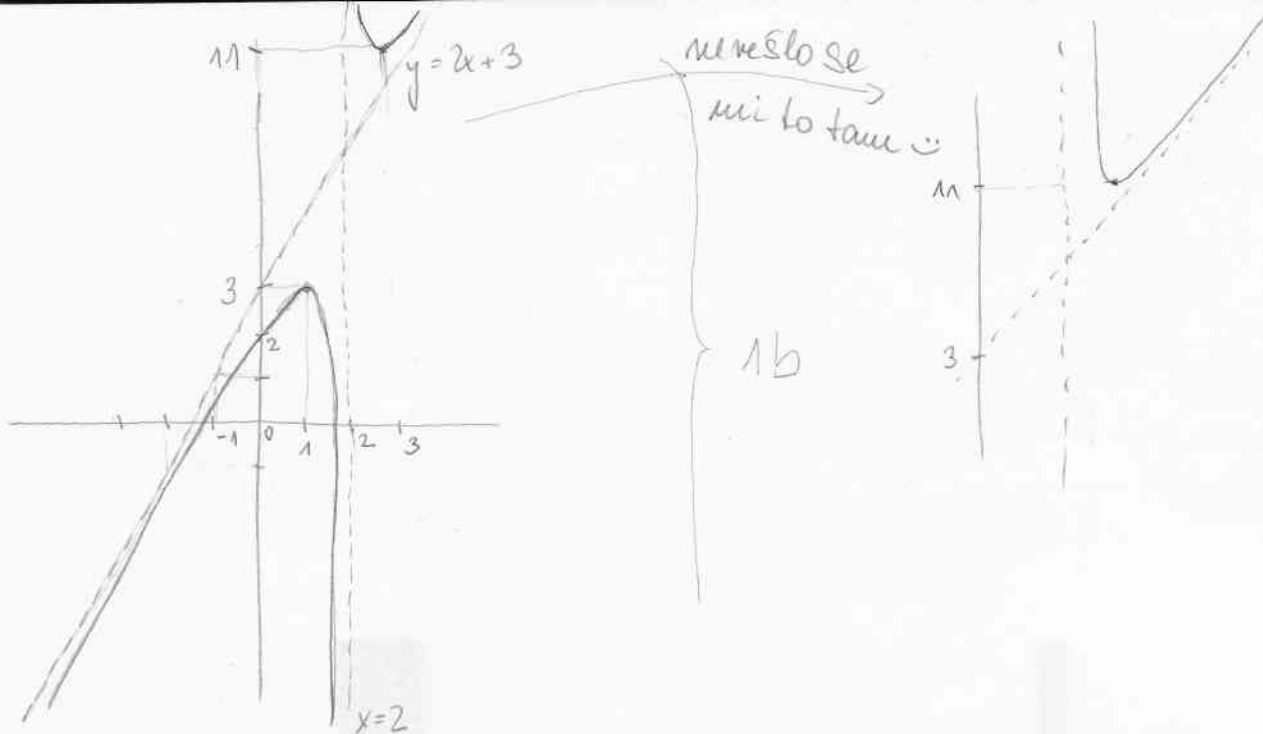 11
y = 2x + 3
3
2
-1 0 1 2 3
x = 2
nevešlo se
mi to tam :)
1b
11
3